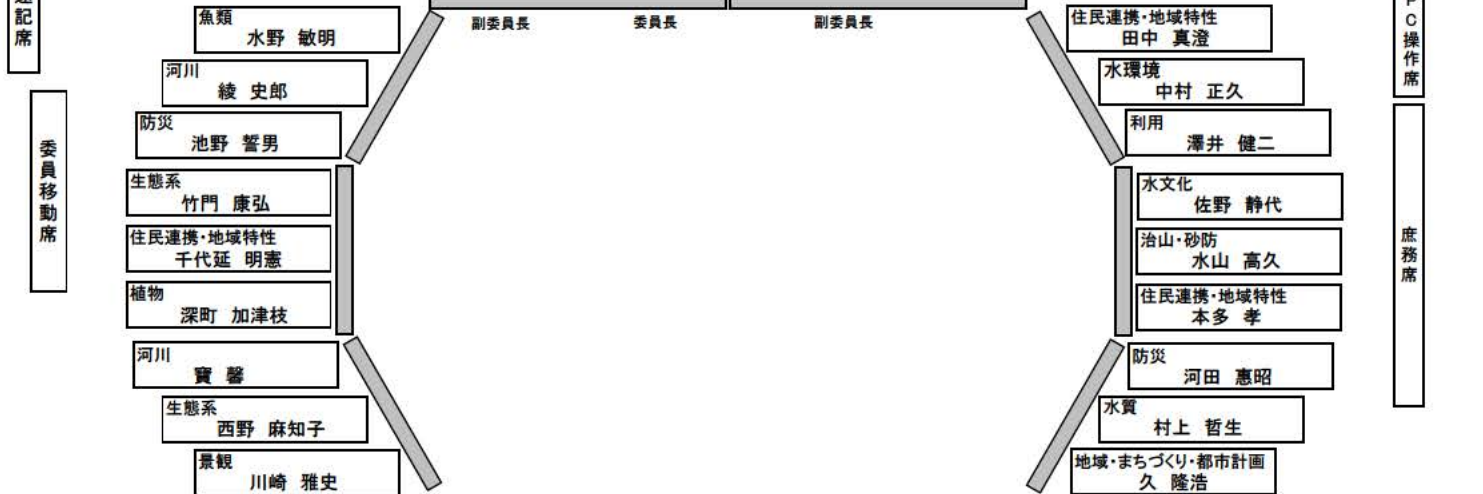 記席
副委員長
委員長
副委員長
PC操作席
魚類
水野 敏明
河川
綾 史郎
防災
池野 誓男
生態系
竹門 康弘
住民連携・地域特性
千代延 明憲
植物
深町 加津枝
河川
寶 馨
生態系
西野 麻知子
景観
川崎 雅史
委員移動席
住民連携・地域特性
田中 真澄
水環境
中村 正久
利用
澤井 健二
水文化
佐野 静代
治山・砂防
水山 高久
住民連携・地域特性
本多 孝
防災
河田 惠昭
水質
村上 哲生
地域・まちづくり・都市計画
久 隆浩
庶務席